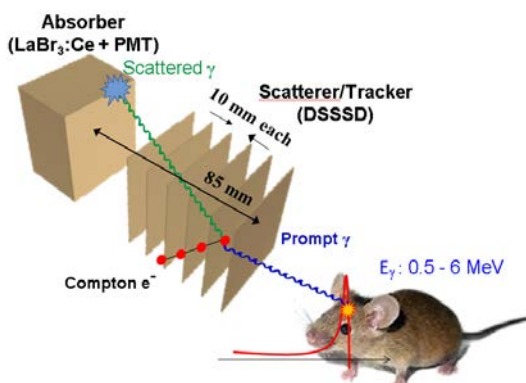 Absorber
(LaBr₃:Ce + PMT)
Scattered γ
10 mm each
Scatterer/Tracker
(DSSSD)
85 mm
Prompt γ
Compton e⁻
Eᵧ: 0.5 - 6 MeV